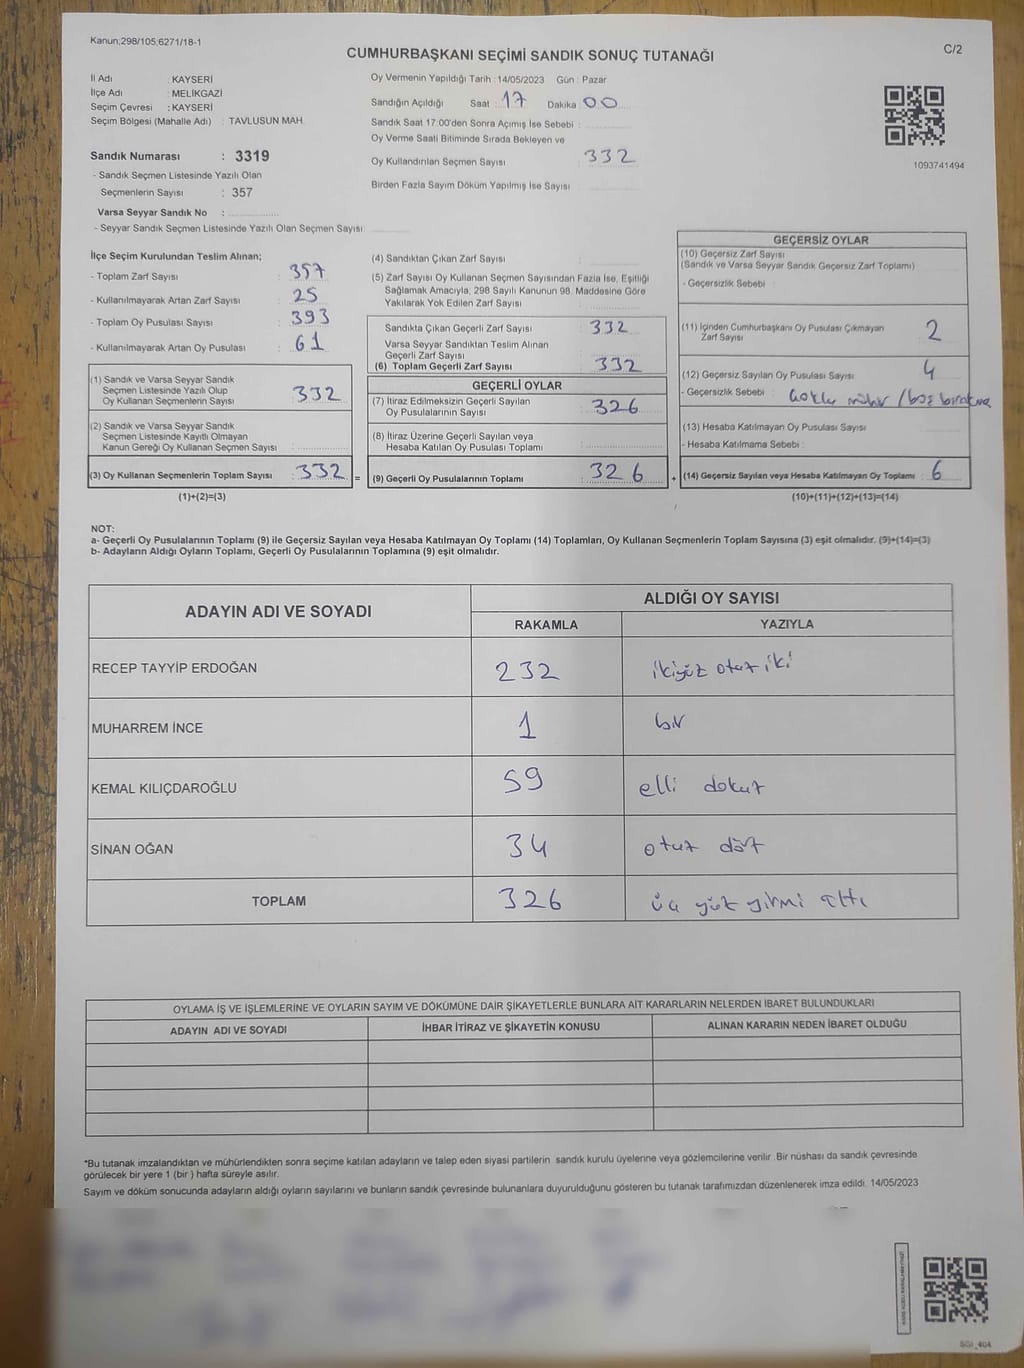 Kanun;298/105;6271/18-1
C/2
CUMHURBAŞKANI SEÇİMİ SANDIK SONUÇ TUTANAĞI
İl Adı : KAYSERİ
İlçe Adı : MELİKGAZİ
Seçim Çevresi : KAYSERİ
Seçim Bölgesi (Mahalle Adı) : TAVLUSUN MAH.
Sandık Numarası : 3319
- Sandık Seçmen Listesinde Yazılı Olan
Seçmenlerin Sayısı : 357
Varsa Seyyar Sandık No :
- Seyyar Sandık Seçmen Listesinde Yazılı Olan Seçmen Sayısı:
Oy Vermenin Yapıldığı Tarih : 14/05/2023 Gün : Pazar
Sandığın Açıldığı Saat : 17 Dakika : 00
Sandık Saat 17:00'den Sonra Açımış İse Sebebi :
Oy Verme Saati Bitiminde Sırada Bekleyen ve
Oy Kullandırılan Seçmen Sayısı : 332
Birden Fazla Sayım Döküm Yapılmış İse Sayısı :
1093741494
İlçe Seçim Kurulundan Teslim Alınan;
- Toplam Zarf Sayısı : 357
- Kullanılmayarak Artan Zarf Sayısı : 25
- Toplam Oy Pusulası Sayısı : 393
- Kullanılmayarak Artan Oy Pusulası : 61
(1) Sandık ve Varsa Seyyar Sandık
Seçmen Listesinde Yazılı Olup
Oy Kullanan Seçmenlerin Sayısı : 332
(2) Sandık ve Varsa Seyyar Sandık
Seçmen Listesinde Kayıtlı Olmayan
Kanun Gereği Oy Kullanan Seçmen Sayısı :
(3) Oy Kullanan Seçmenlerin Toplam Sayısı : 332 =
(1)+(2)=(3)
(4) Sandıktan Çıkan Zarf Sayısı :
(5) Zarf Sayısı Oy Kullanan Seçmen Sayısından Fazla İse, Eşitliği
Sağlamak Amacıyla; 298 Sayılı Kanunun 98. Maddesine Göre
Yakılarak Yok Edilen Zarf Sayısı :
Sandıkta Çıkan Geçerli Zarf Sayısı : 332
Varsa Seyyar Sandıktan Teslim Alınan
Geçerli Zarf Sayısı :
(6) Toplam Geçerli Zarf Sayısı : 332
GEÇERLİ OYLAR
(7) İtiraz Edilmeksizin Geçerli Sayılan
Oy Pusulalarının Sayısı : 326
(8) İtiraz Üzerine Geçerli Sayılan veya
Hesaba Katılan Oy Pusulası Toplamı :
(9) Geçerli Oy Pusulalarının Toplamı : 326 +
GEÇERSİZ OYLAR
(10) Geçersiz Zarf Sayısı
(Sandık ve Varsa Seyyar Sandık Geçersiz Zarf Toplamı)
- Geçersizlik Sebebi :
(11) İçinden Cumhurbaşkanı Oy Pusulası Çıkmayan
Zarf Sayısı : 2
(12) Geçersiz Sayılan Oy Pusulası Sayısı : 4
- Geçersizlik Sebebi : Çoklu mühür / boş bırakma
(13) Hesaba Katılmayan Oy Pusulası Sayısı :
- Hesaba Katılmama Sebebi :
(14) Geçersiz Sayılan veya Hesaba Katılmayan Oy Toplamı : 6
(10)+(11)+(12)+(13)=(14)
NOT:
a- Geçerli Oy Pusulalarının Toplamı (9) ile Geçersiz Sayılan veya Hesaba Katılmayan Oy Toplamı (14) Toplamları, Oy Kullanan Seçmenlerin Toplam Sayısına (3) eşit olmalıdır. (9)+(14)=(3)
b- Adayların Aldığı Oyların Toplamı, Geçerli Oy Pusulalarının Toplamına (9) eşit olmalıdır.
ADAYIN ADI VE SOYADI ALDIĞI OY SAYISI
RAKAMLA YAZIYLA
RECEP TAYYİP ERDOĞAN 232 ikiyüz otuz iki
MUHARREM İNCE 1 bir
KEMAL KILIÇDAROĞLU 59 elli dokuz
SİNAN OĞAN 34 otuz dört
TOPLAM 326 üç yüz yirmi altı
OYLAMA İŞ VE İŞLEMLERİNE VE OYLARIN SAYIM VE DÖKÜMÜNE DAİR ŞİKAYETLERLE BUNLARA AİT KARARLARIN NELERDEN İBARET BULUNDUKLARI
ADAYIN ADI VE SOYADI İHBAR İTİRAZ VE ŞİKAYETİN KONUSU ALINAN KARARIN NEDEN İBARET OLDUĞU
*Bu tutanak imzalandıktan ve mühürlendikten sonra seçime katılan adayların ve talep eden siyasi partilerin sandık kurulu üyelerine veya gözlemcilerine verilir .Bir nüshası da sandık çevresinde
görülecek bir yere 1 (bir ) hafta süreyle asılır.
Sayım ve döküm sonucunda adayların aldığı oyların sayılarını ve bunların sandık çevresinde bulunanlara duyurulduğunu gösteren bu tutanak tarafımızdan düzenlenerek imza edildi. 14/05/2023